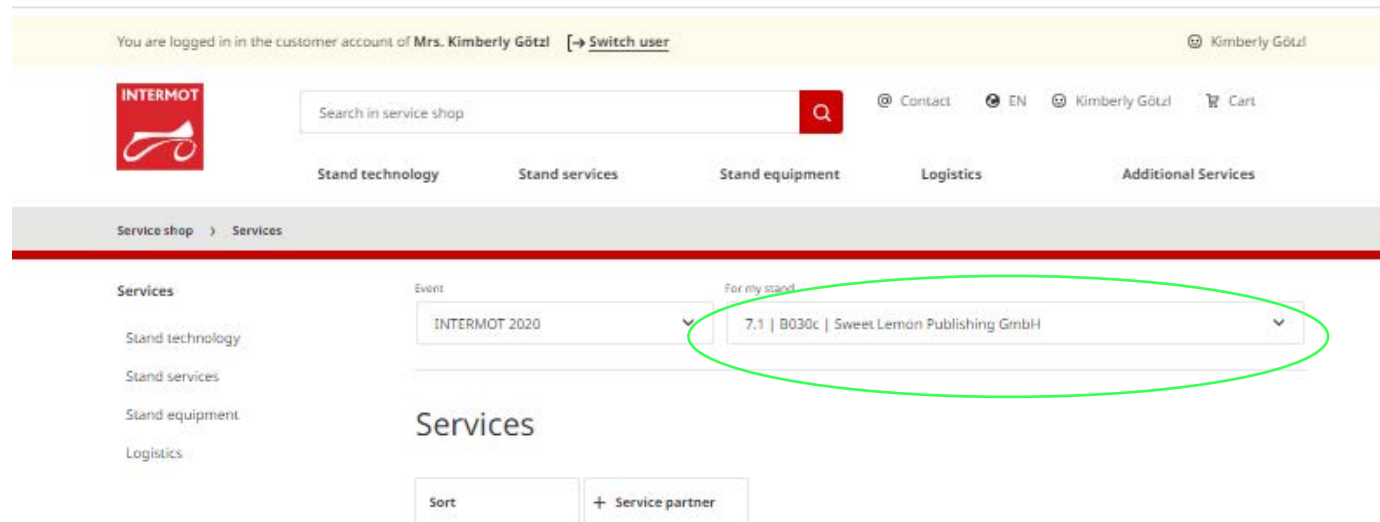 You are logged in in the customer account of Mrs. Kimberly Götzl Switch user Kimberly Götzl
INTERMOT
Search in service shop
@ Contact EN Kimberly Götzl Cart
Stand technology Stand services Stand equipment Logistics Additional Services
Service shop > Services
Services
Stand technology
Stand services
Stand equipment
Logistics
Event
INTERMOT 2020
For my stand
7.1 | B030c | Sweet Lemon Publishing GmbH
Services
Sort
+ Service partner